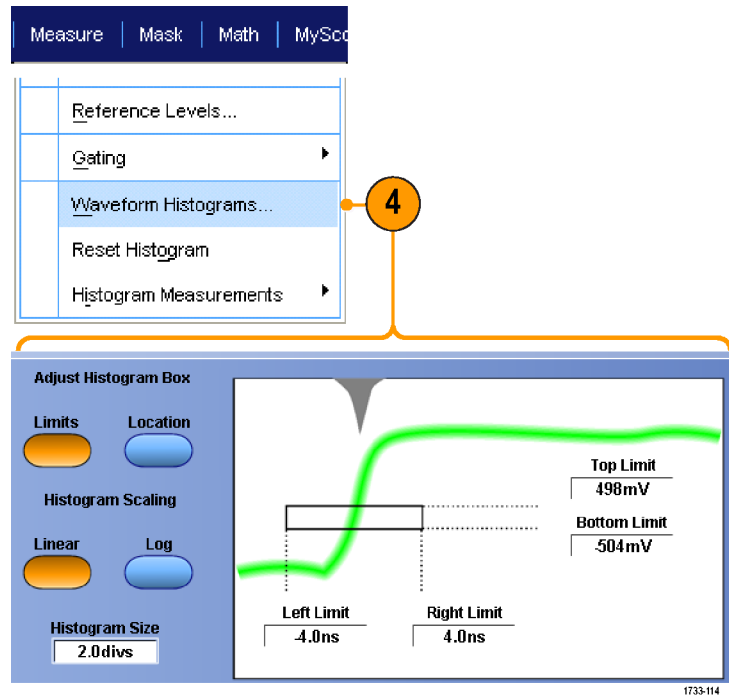 Measure Mask Math MySco
Reference Levels...
Gating
Waveform Histograms...
Reset Histogram
Histogram Measurements
4
Adjust Histogram Box
Limits Location
Histogram Scaling
Linear Log
Histogram Size
2.0divs
Top Limit
498mV
Bottom Limit
-504mV
Left Limit Right Limit
-4.0ns 4.0ns
1733-114